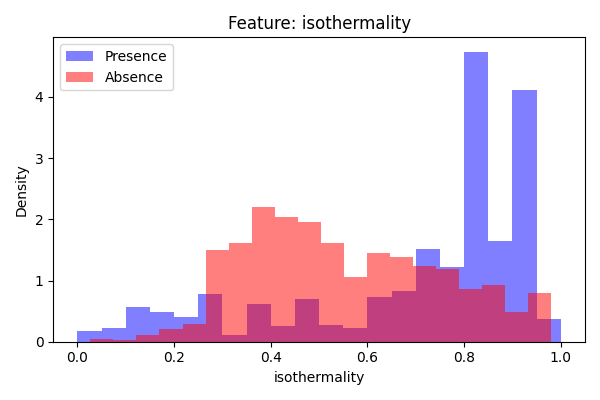 Feature: isothermality
Presence
Absence
Density
4
3
2
1
0
0.0 0.2 0.4 0.6 0.8 1.0
isothermality